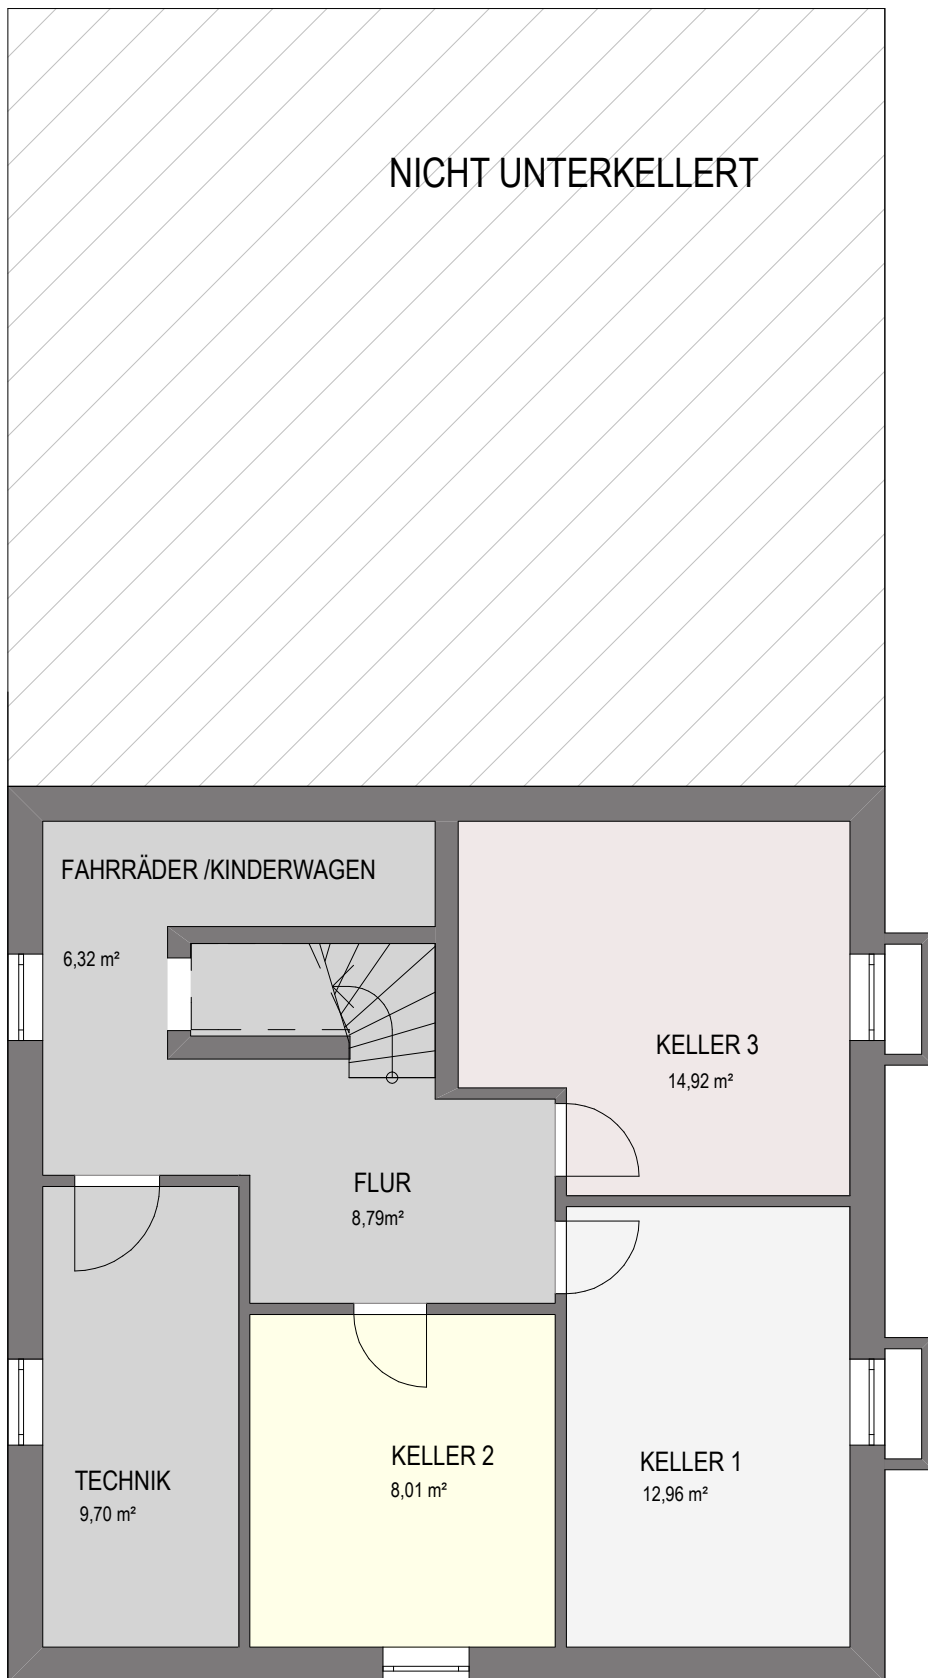 NICHT UNTERKELLERT
FAHRRÄDER /KINDERWAGEN
6,32 m²
KELLER 3
14,92 m²
FLUR
8,79m²
KELLER 2
8,01 m²
KELLER 1
12,96 m²
TECHNIK
9,70 m²